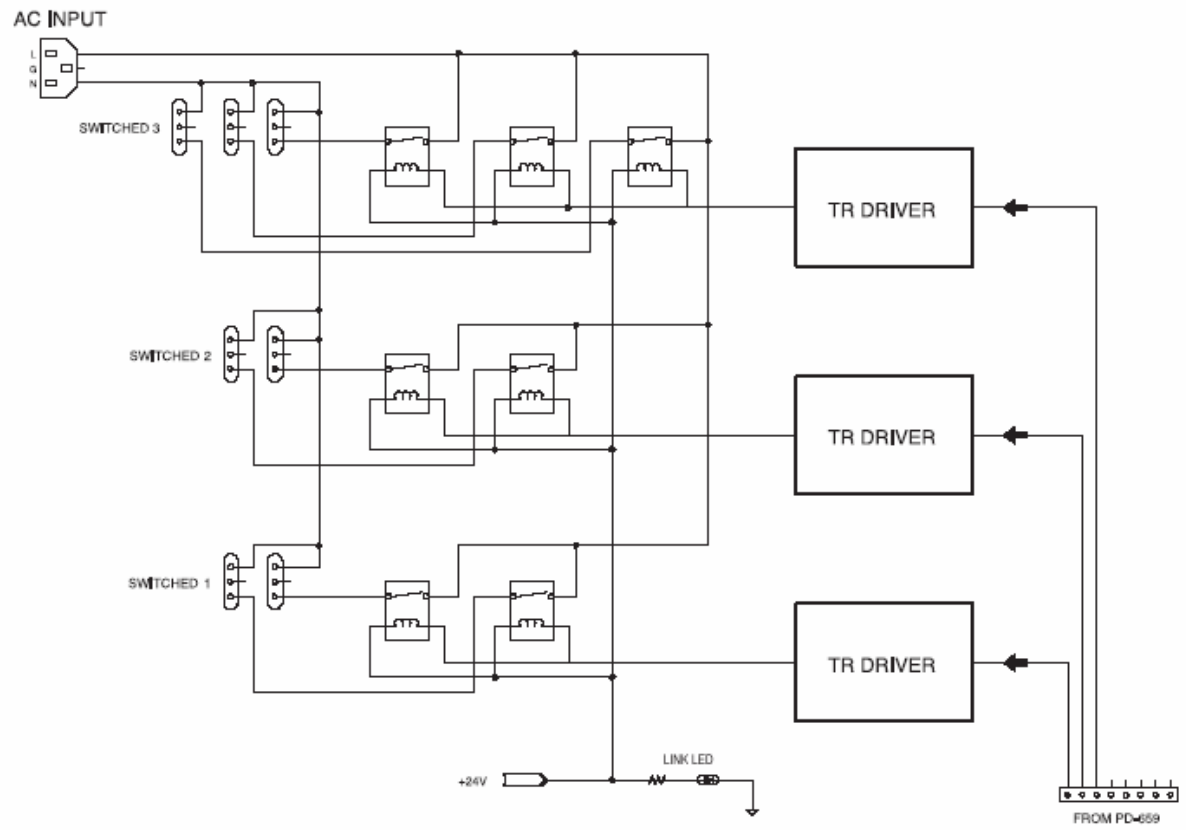 AC INPUT
L
G
N
SWITCHED 3
TR DRIVER
SWITCHED 2
TR DRIVER
SWITCHED 1
TR DRIVER
LINK LED
+24V
FROM PD-659